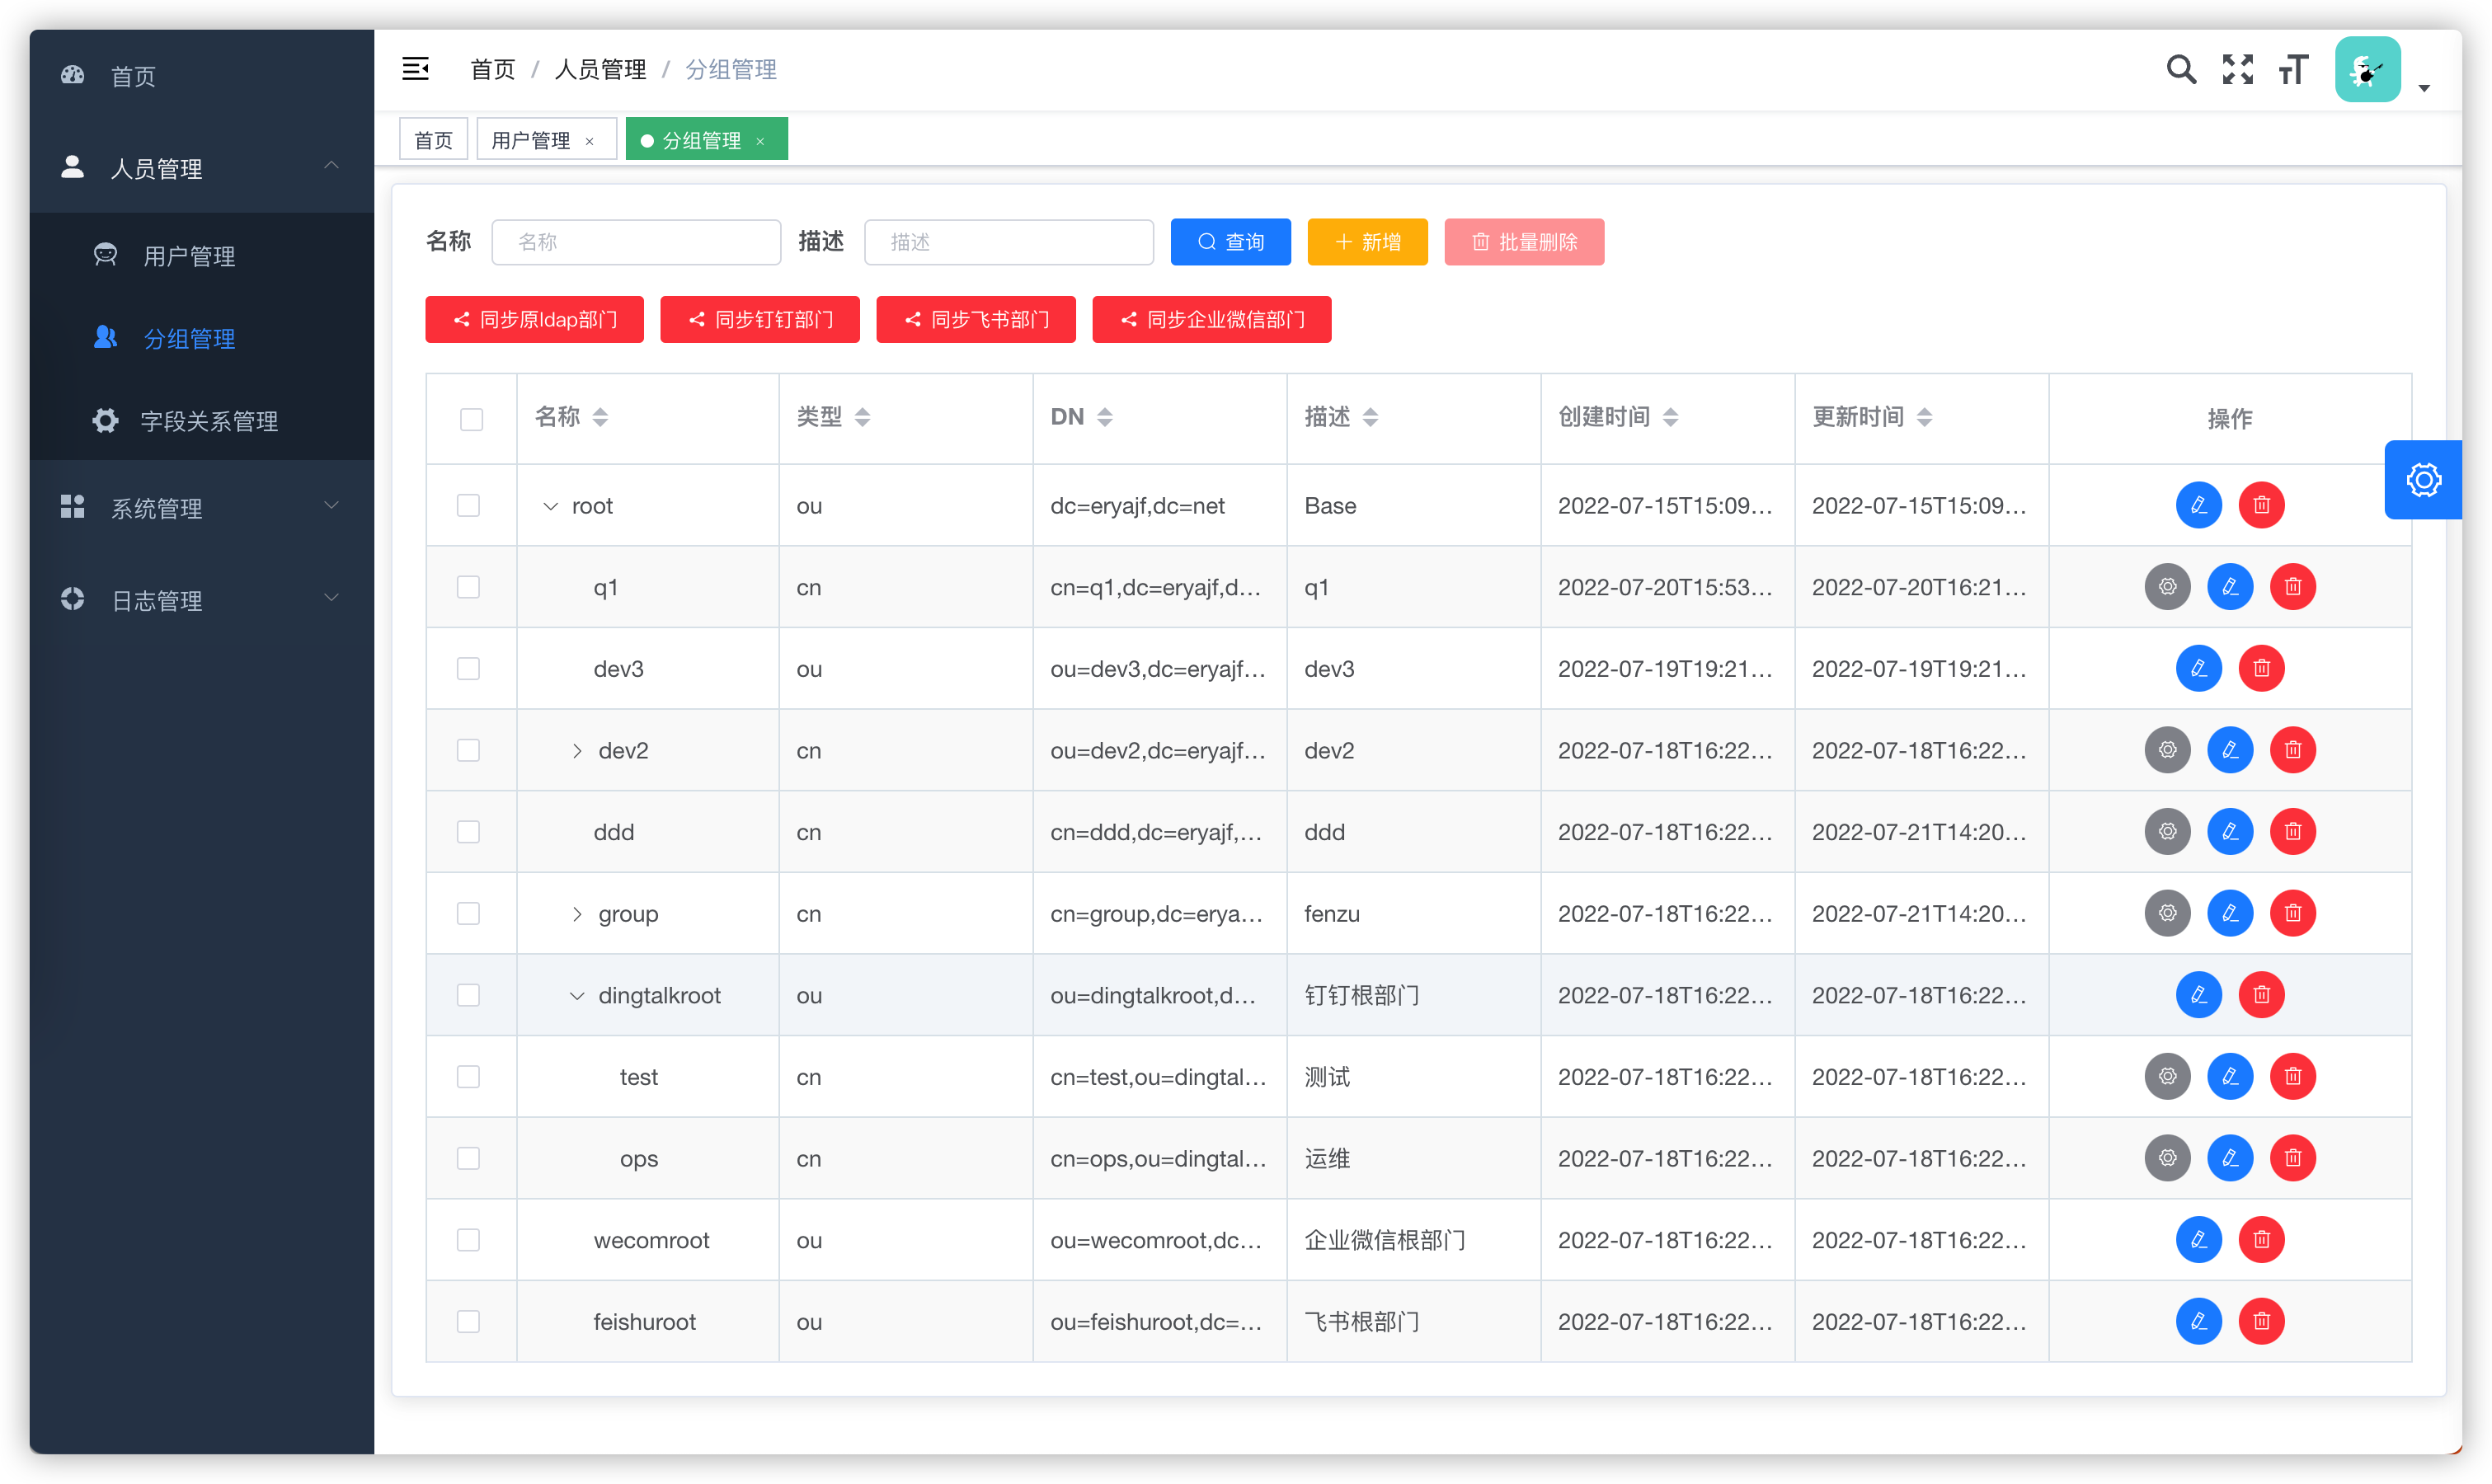 首页
人员管理
用户管理
分组管理
字段关系管理
系统管理
日志管理
首页 / 人员管理 / 分组管理
首页 用户管理 × 分组管理 ×
名称 名称 描述 描述 查询 新增 批量删除
同步原ldap部门 同步钉钉部门 同步飞书部门 同步企业微信部门
名称 类型 DN 描述 创建时间 更新时间 操作
root ou dc=eryajf,dc=net Base 2022-07-15T15:09... 2022-07-15T15:09...
q1 cn cn=q1,dc=eryajf,d... q1 2022-07-20T15:53... 2022-07-20T16:21...
dev3 ou ou=dev3,dc=eryajf... dev3 2022-07-19T19:21... 2022-07-19T19:21...
dev2 cn ou=dev2,dc=eryajf... dev2 2022-07-18T16:22... 2022-07-18T16:22...
ddd cn cn=ddd,dc=eryajf,... ddd 2022-07-18T16:22... 2022-07-21T14:20...
group cn cn=group,dc=erya... fenzu 2022-07-18T16:22... 2022-07-21T14:20...
dingtalkroot ou ou=dingtalkroot,d... 钉钉根部门 2022-07-18T16:22... 2022-07-18T16:22...
test cn cn=test,ou=dingtal... 测试 2022-07-18T16:22... 2022-07-18T16:22...
ops cn cn=ops,ou=dingtal... 运维 2022-07-18T16:22... 2022-07-18T16:22...
wecomroot ou ou=wecomroot,dc... 企业微信根部门 2022-07-18T16:22... 2022-07-18T16:22...
feishuroot ou ou=feishuroot,dc=... 飞书根部门 2022-07-18T16:22... 2022-07-18T16:22...